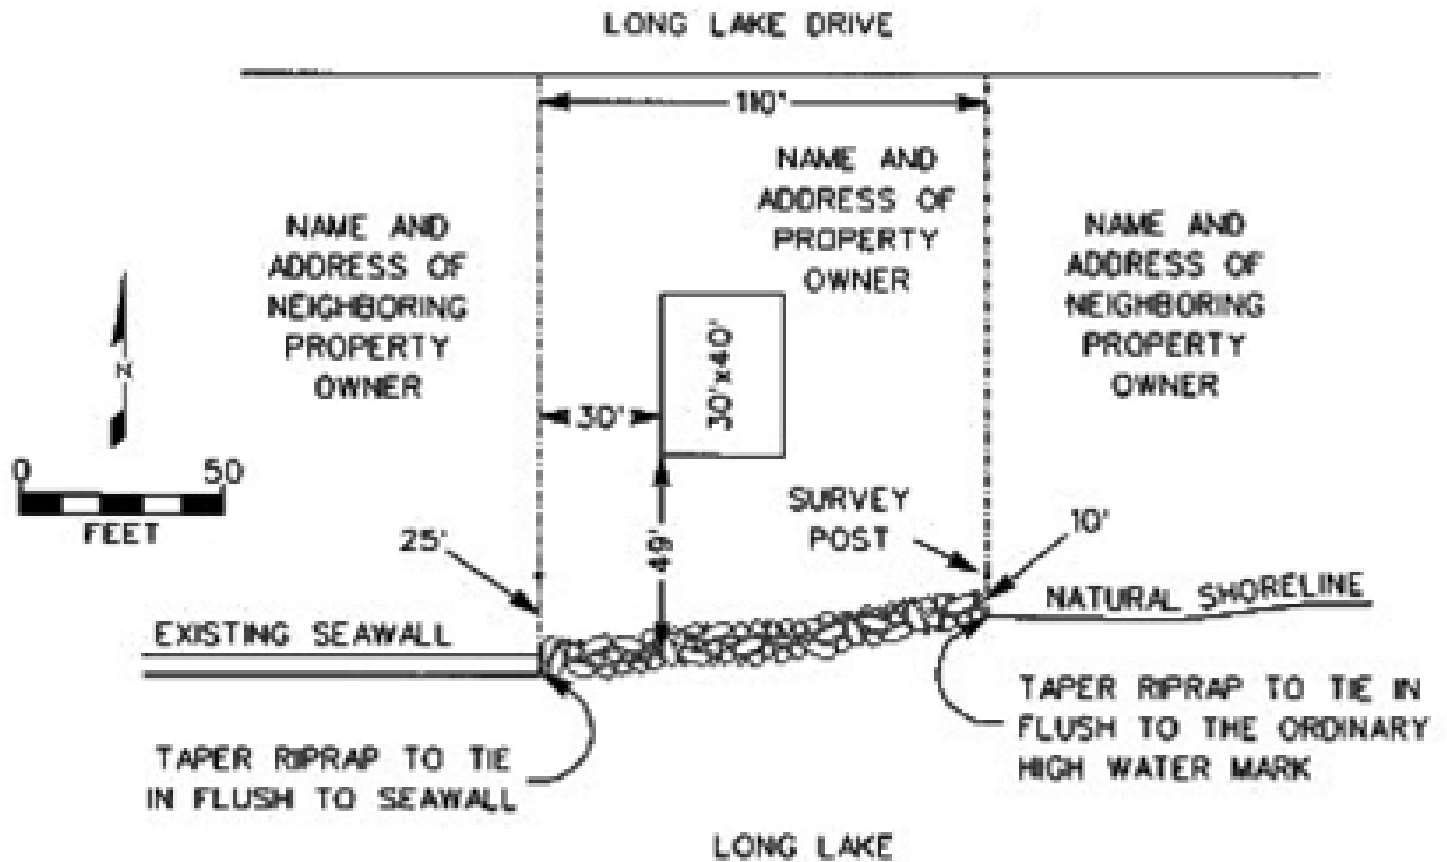 LONG LAKE DRIVE
110'
NAME AND
ADDRESS OF
PROPERTY
OWNER
NAME AND
ADDRESS OF
NEIGHBORING
PROPERTY
OWNER
NAME AND
ADDRESS OF
NEIGHBORING
PROPERTY
OWNER
N
30'x40'
30'
0 50
FEET
49'
SURVEY
POST
25'
10'
NATURAL SHORELINE
EXISTING SEAWALL
TAPER RIPRAP TO TIE
IN FLUSH TO SEAWALL
TAPER RIPRAP TO TIE IN
FLUSH TO THE ORDINARY
HIGH WATER MARK
LONG LAKE